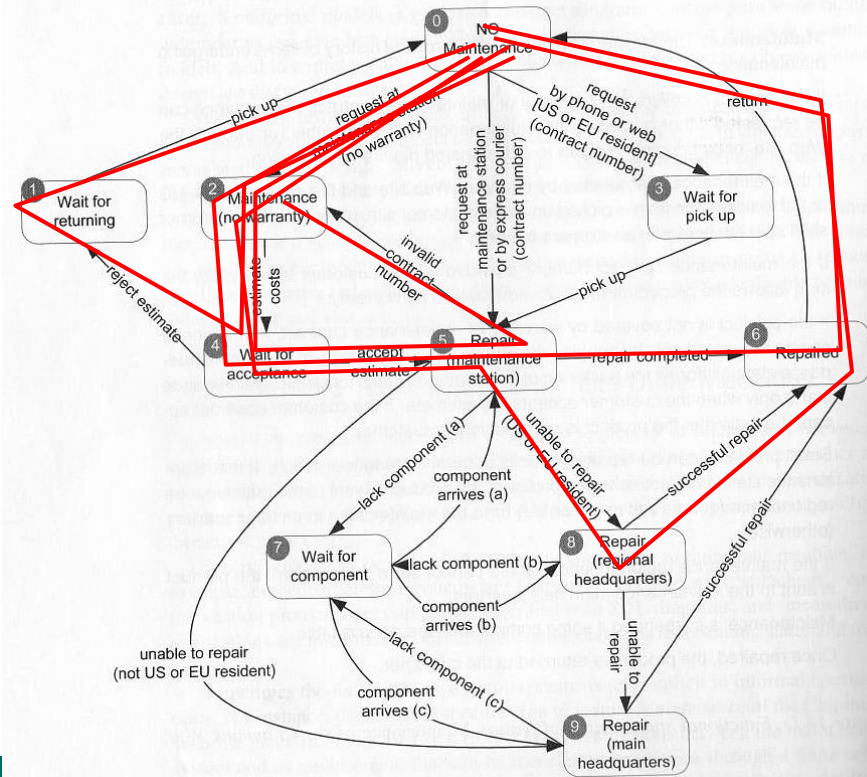 0
NO
Maintenance
pick up
request at
maintenance station
(no warranty)
request
by phone or web
[US or EU resident]
(contract number)
return
request at
maintenance station
or by express courier
(contract number)
1
Wait for
returning
2
Maintenance
(no warranty)
3
Wait for
pick up
estimate
costs
invalid
contract
number
pick up
reject estimate
4
Wait for
acceptance
accept
estimate
5
Repair
(maintenance
station)
repair completed
6
Repaired
lack component (a)
component
arrives (a)
unable to repair
(US or EU resident)
successful repair
successful repair
7
Wait for
component
lack component (b)
component
arrives (b)
8
Repair
(regional
headquarters)
unable to repair
(not US or EU resident)
lack component (c)
component
arrives (c)
unable to
repair
9
Repair
(main
headquarters)